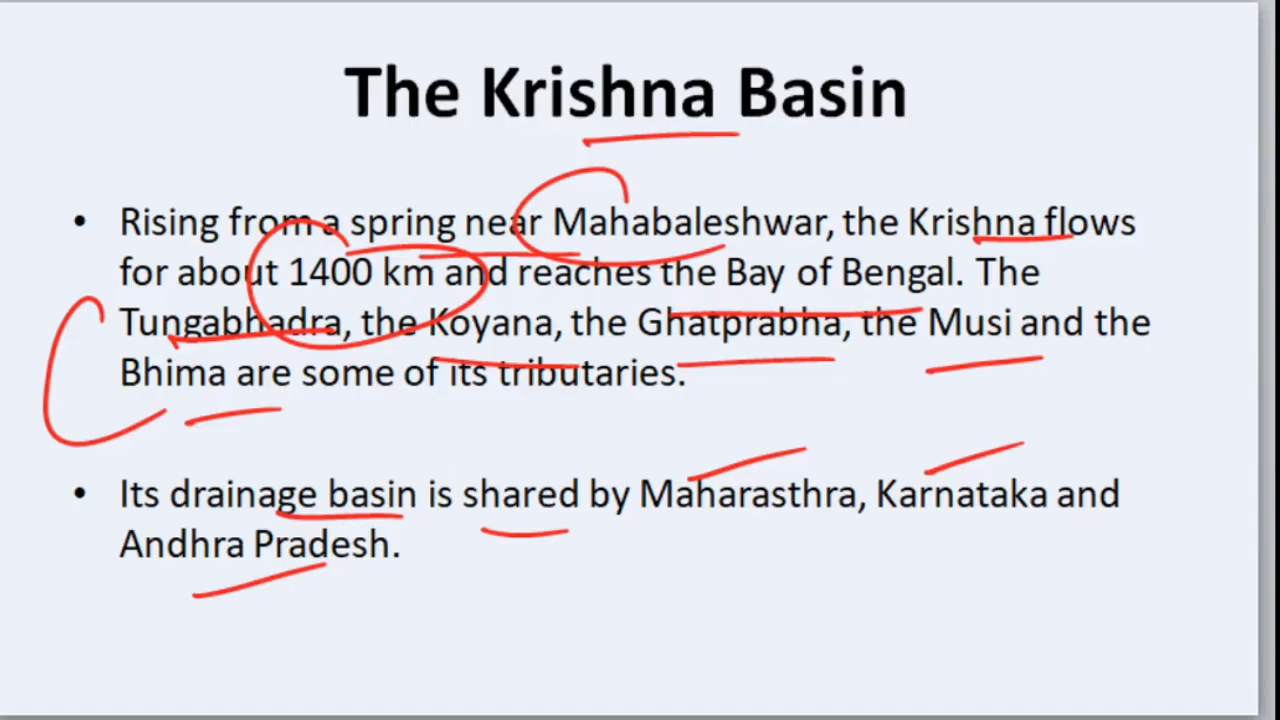 The Krishna Basin
• Rising from a spring near Mahabaleshwar, the Krishna flows
for about 1400 km and reaches the Bay of Bengal. The
Tungabhadra, the Koyana, the Ghatprabha, the Musi and the
Bhima are some of its tributaries.
• Its drainage basin is shared by Maharasthra, Karnataka and
Andhra Pradesh.